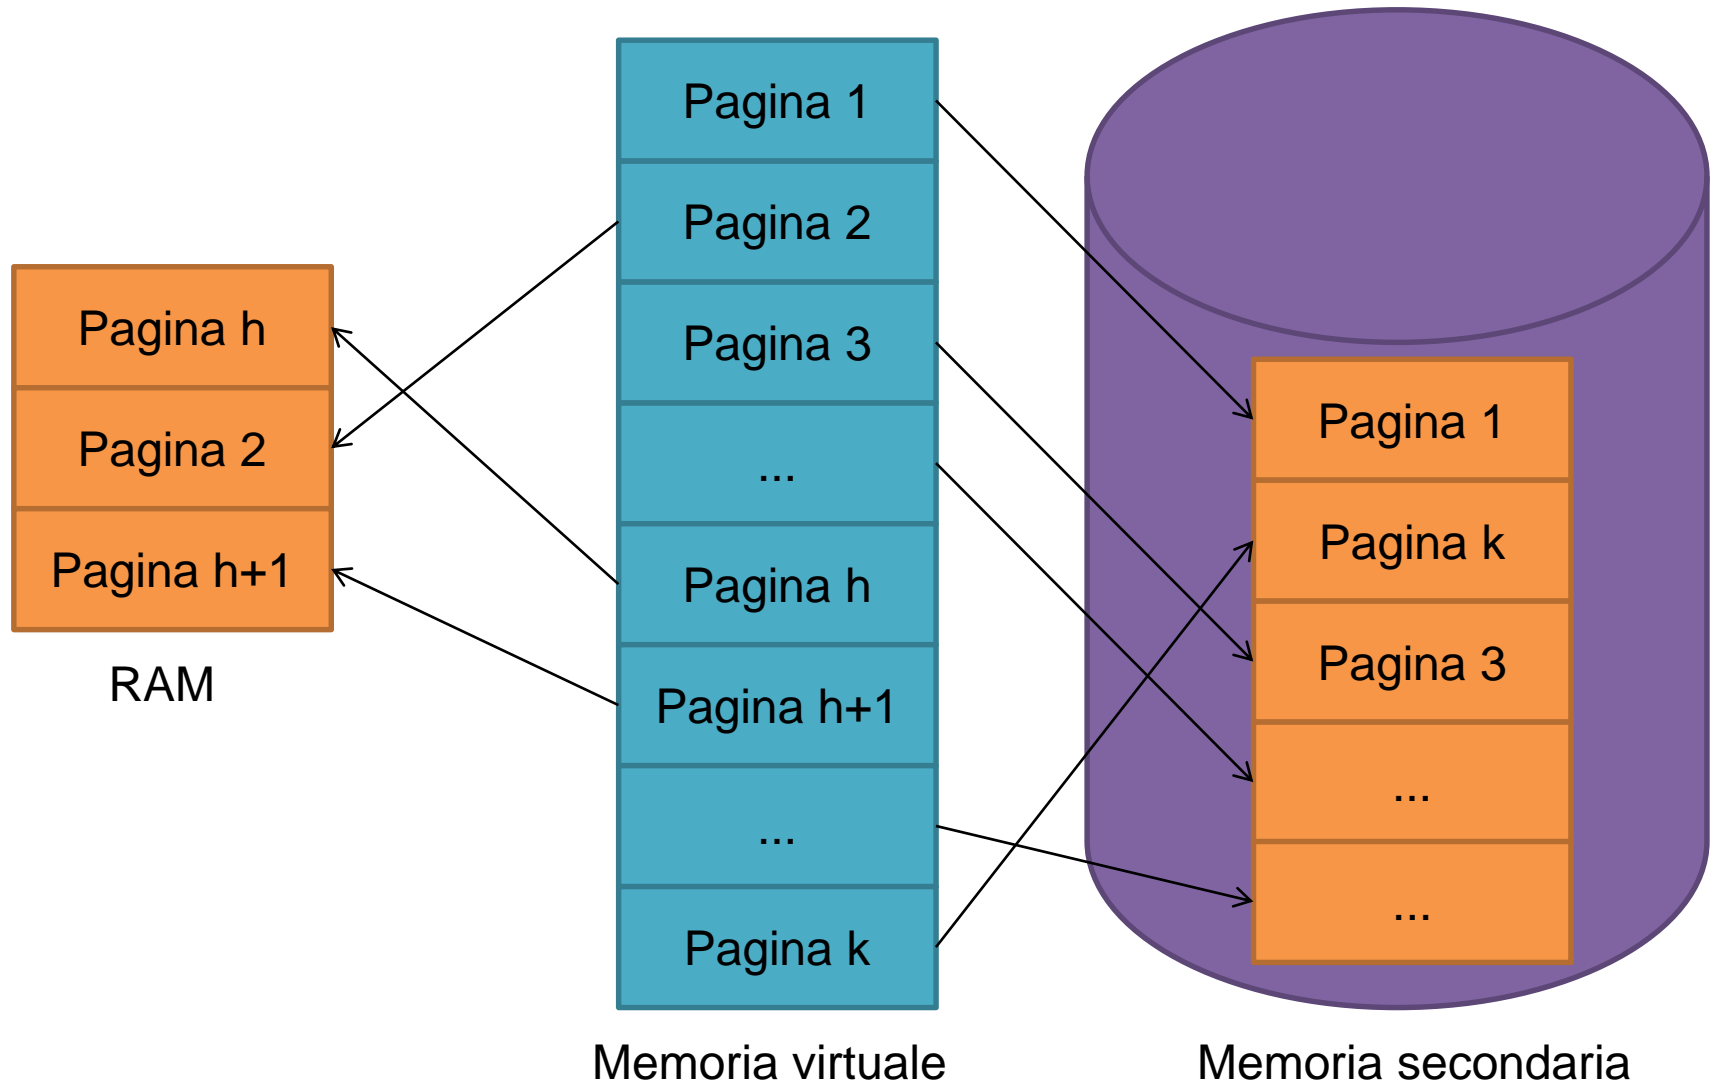 Pagina h
Pagina 2
Pagina h+1
RAM
Pagina 1
Pagina 2
Pagina 3
...
Pagina h
Pagina h+1
...
Pagina k
Memoria virtuale
Pagina 1
Pagina k
Pagina 3
...
...
Memoria secondaria